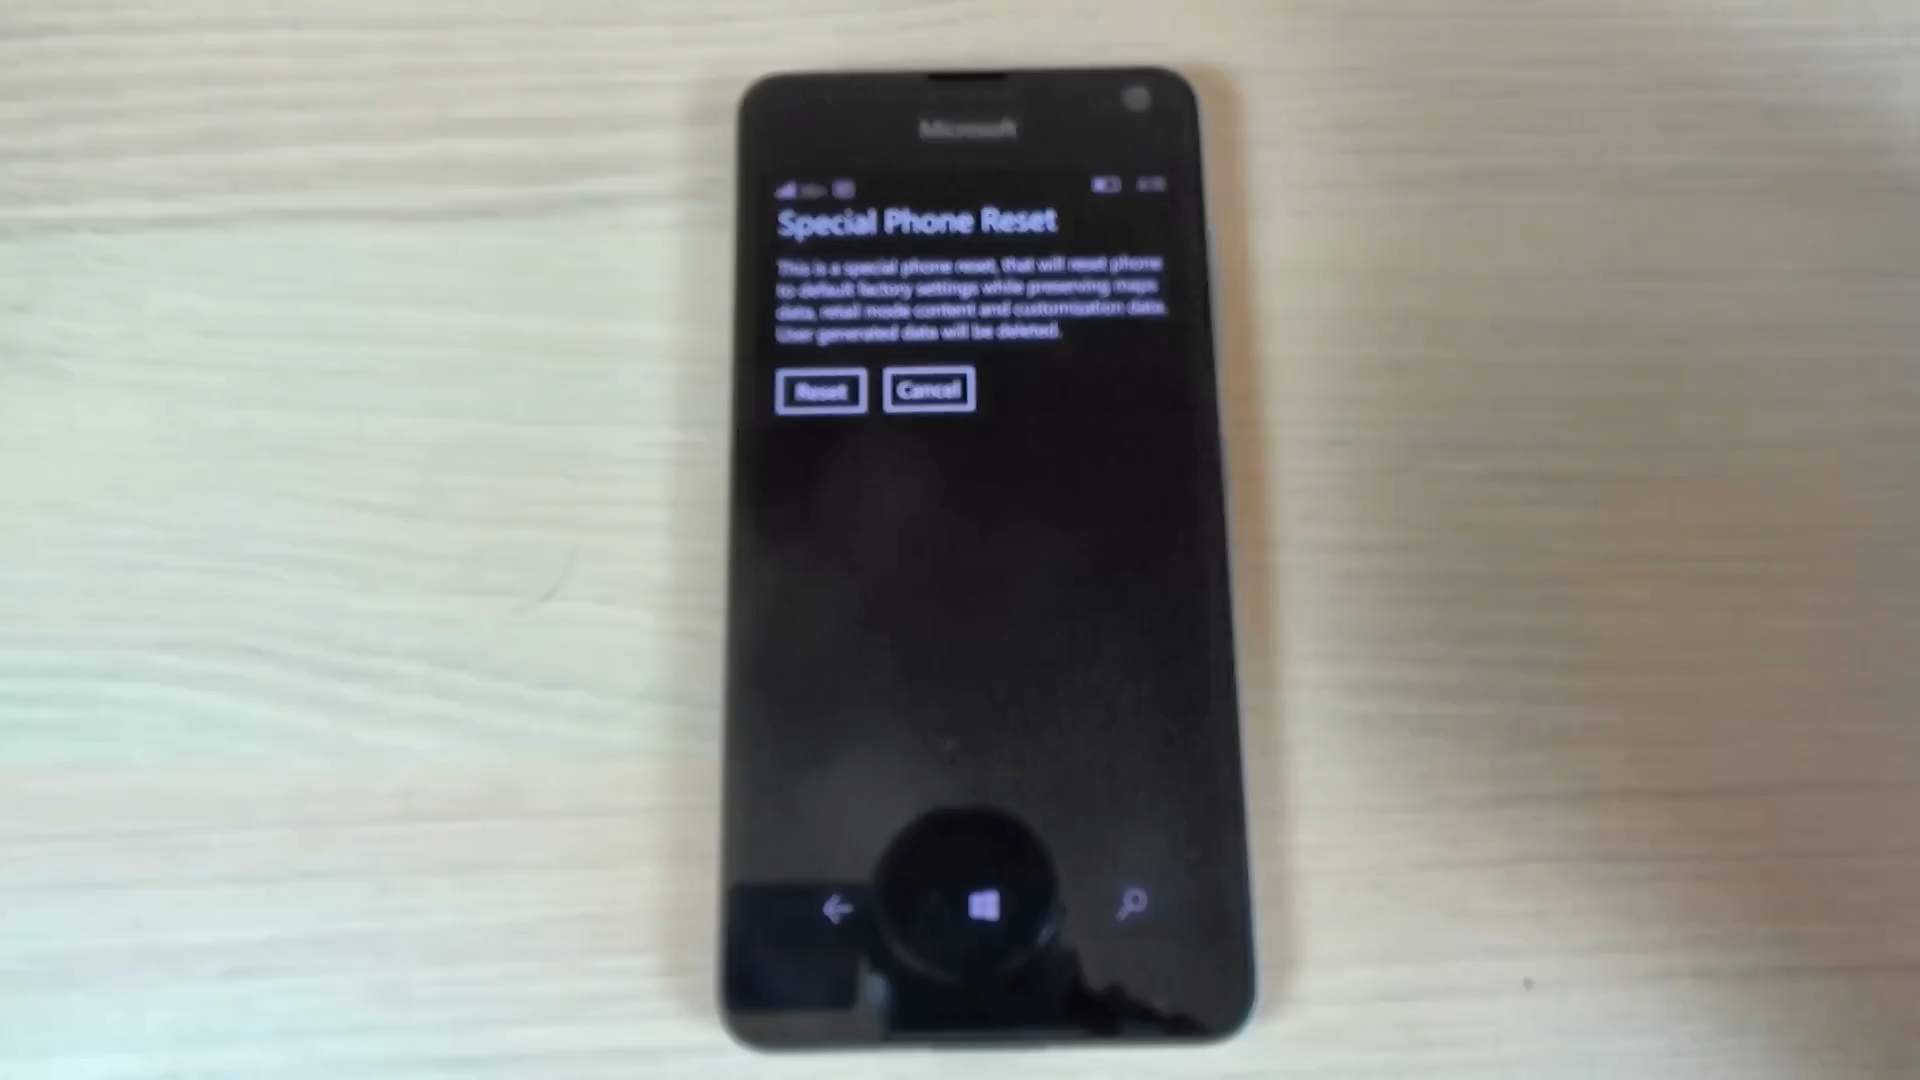 Microsoft
Special Phone Reset
This is a special phone reset, that will reset phone
to default factory settings while preserving maps
data, retail mode content and customization data.
User generated data will be deleted.
Reset Cancel